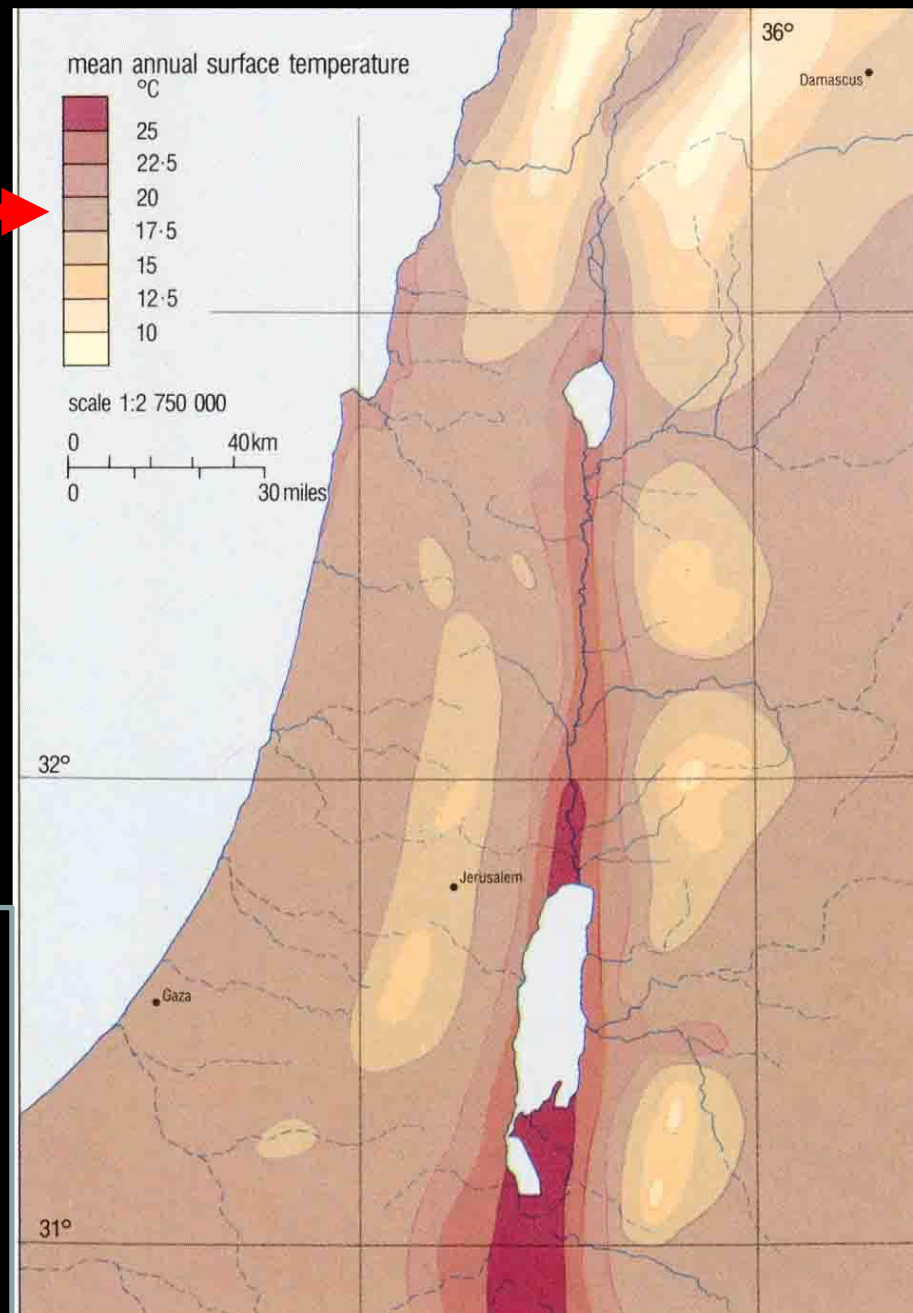 mean annual surface temperature
°C
25
22·5
20
17·5
15
12·5
10
scale 1:2 750 000
0 40km
0 30 miles
36°
Damascus
32°
Jerusalem
Gaza
31°